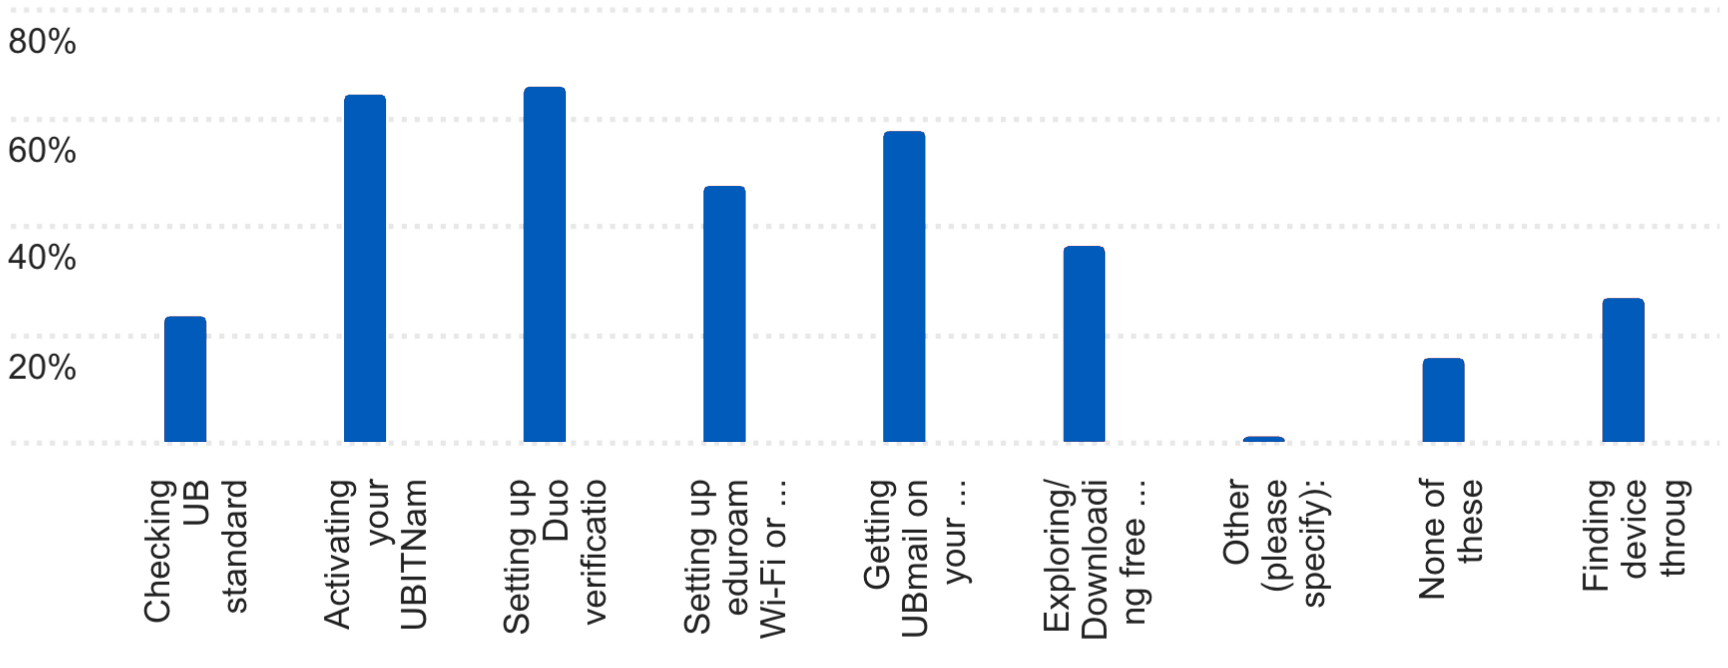 80%
60%
40%
20%
Checking
UB
standard
Activating
your
UBITNam
Setting up
Duo
verificatio
Setting up
eduroam
Wi-Fi or ...
Getting
UBmail on
your ...
Exploring/
Downloadi
ng free ...
Other
(please
specify):
None of
these
Finding
device
throug